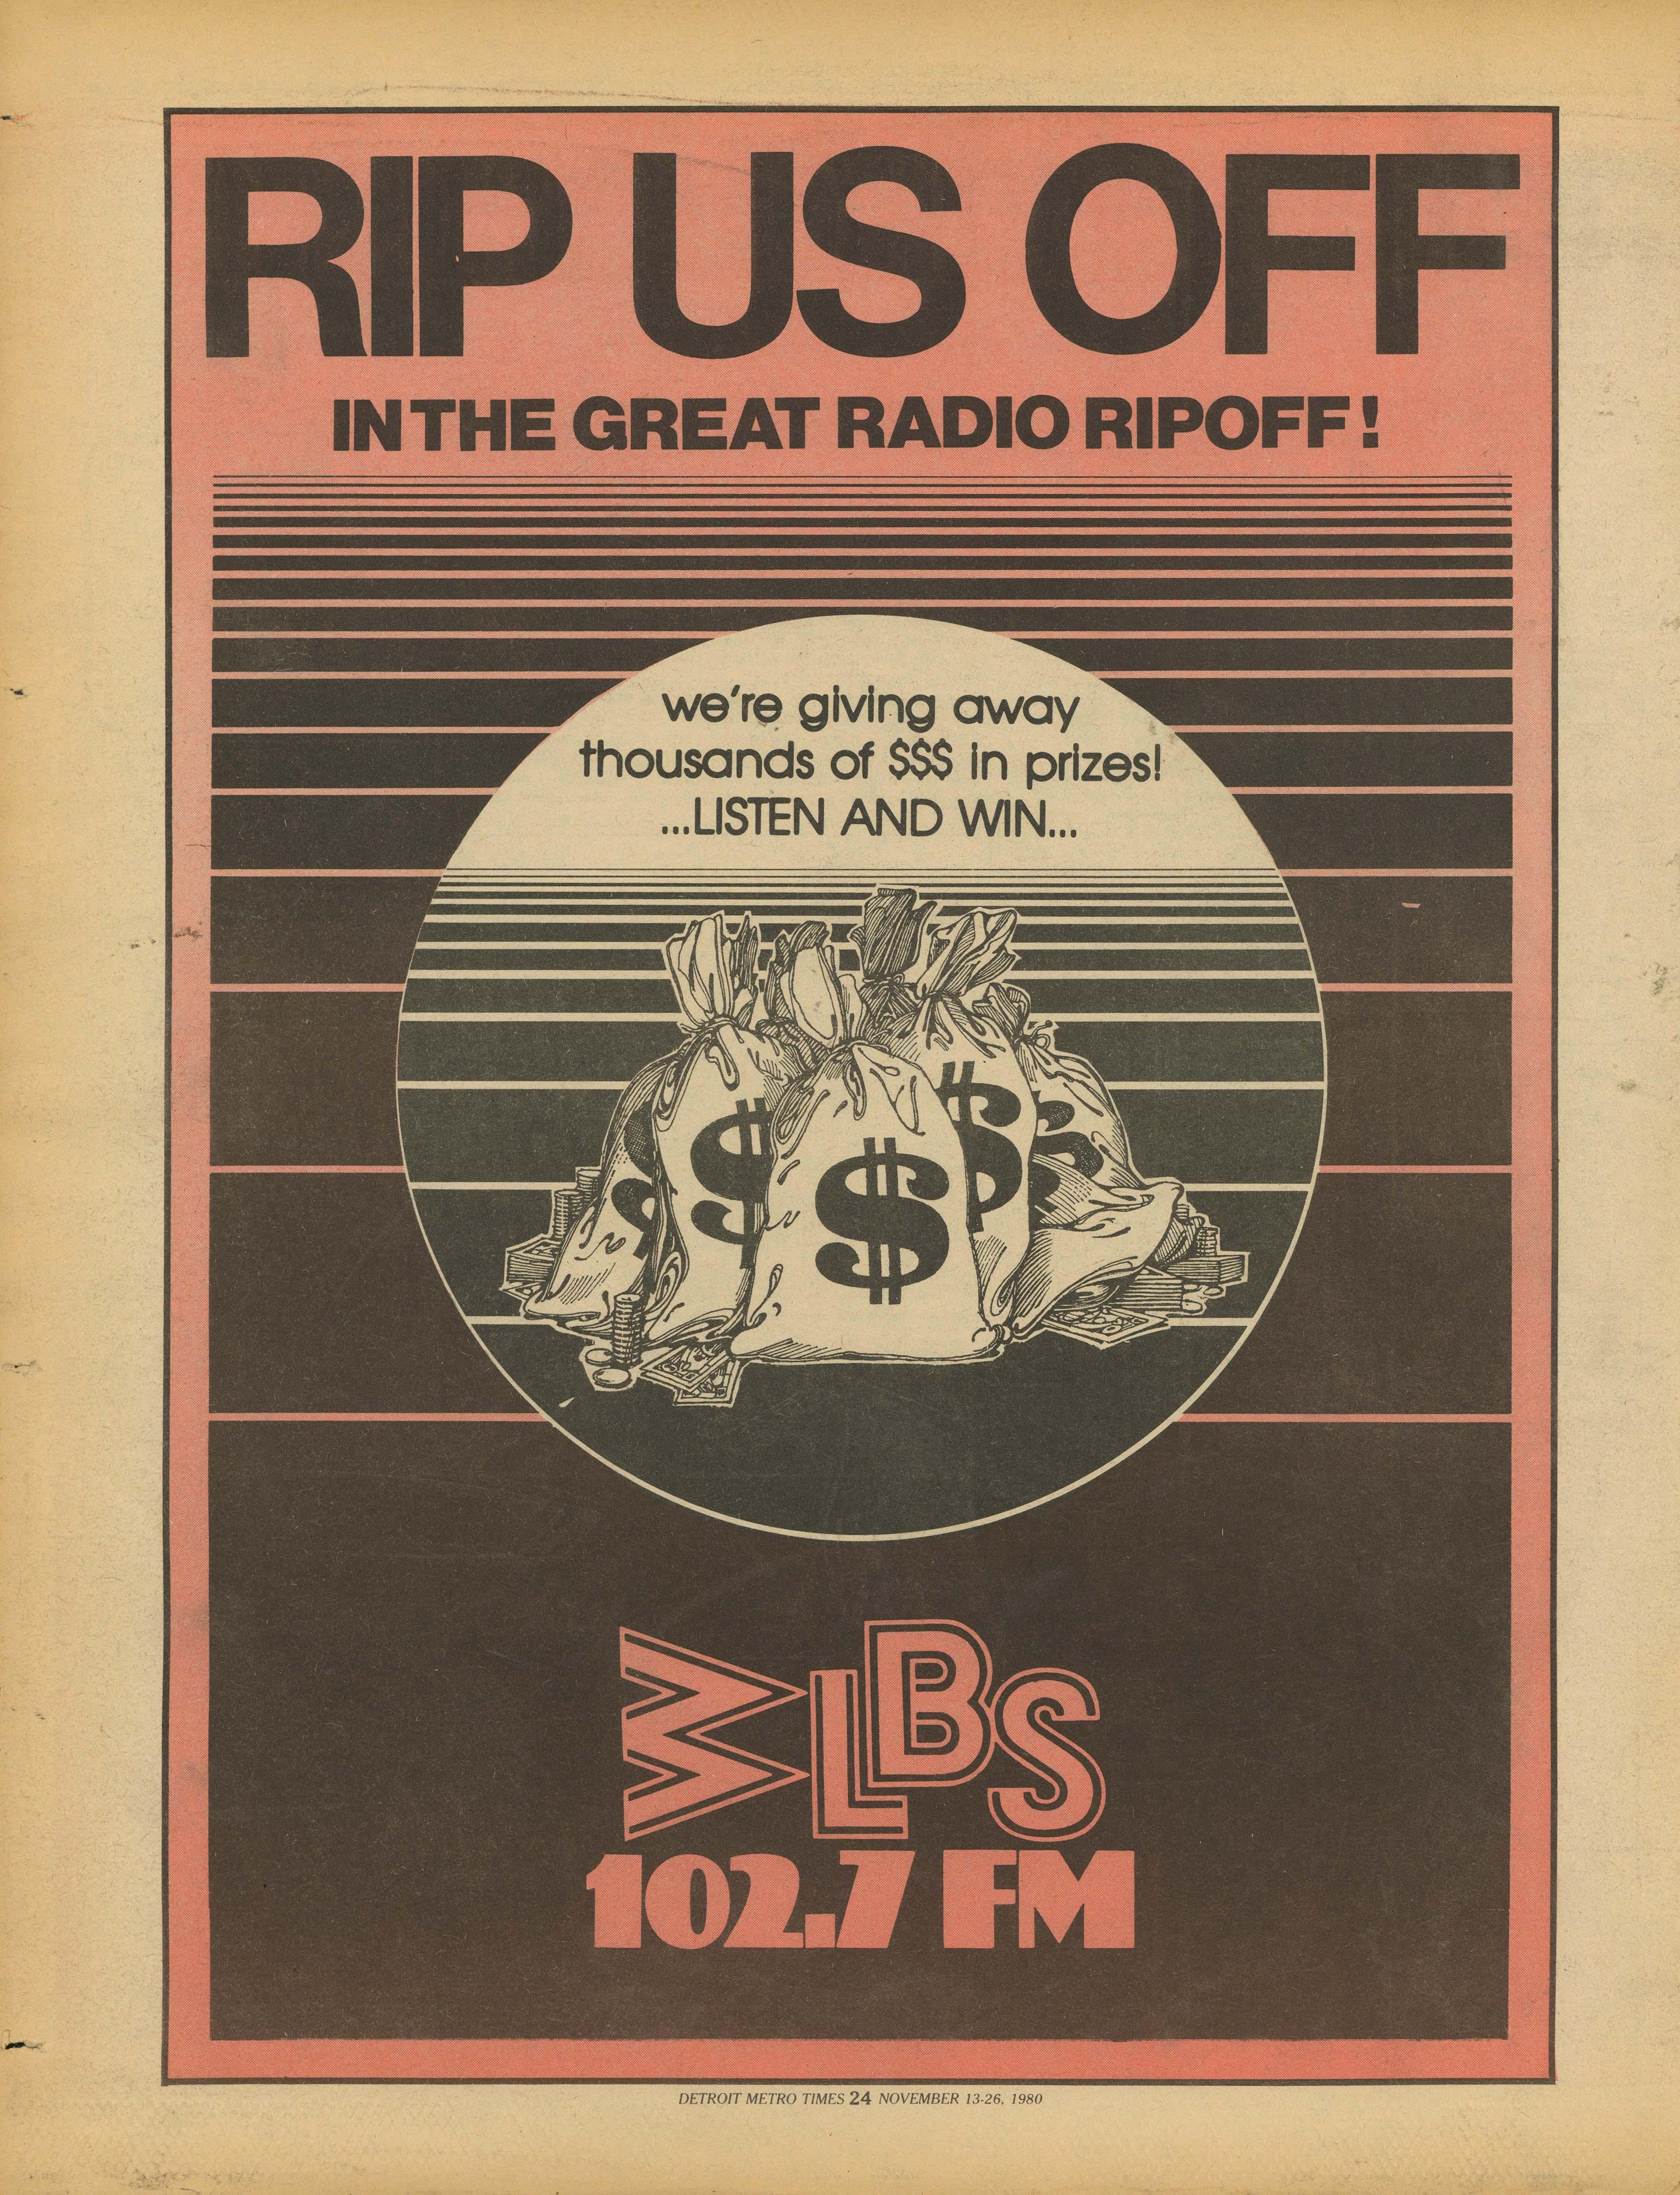 RIP US OFF
IN THE GREAT RADIO RIPOFF!
we're giving away
thousands of $$$ in prizes!
...LISTEN AND WIN...
$ $ $ $ $
WLBS
102.7 FM
DETROIT METRO TIMES 24 NOVEMBER 13-26, 1980